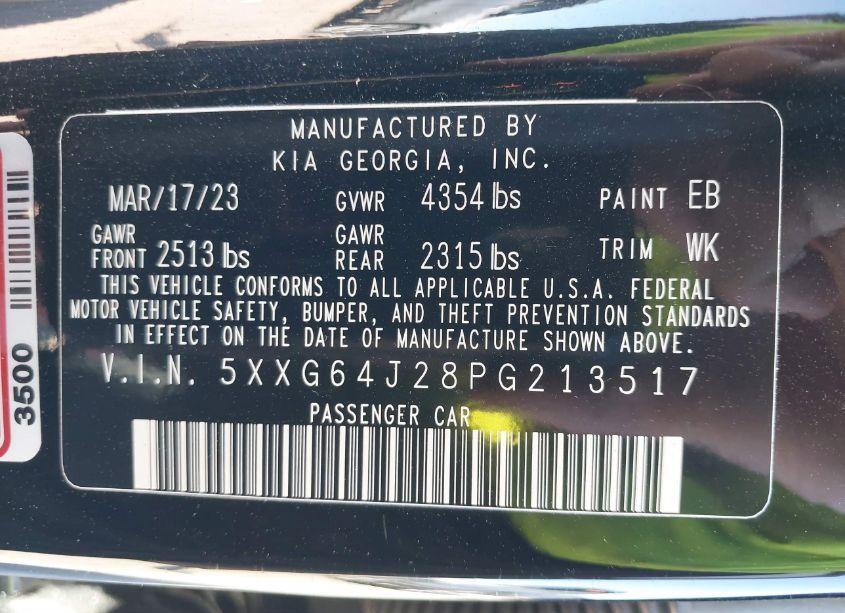 MANUFACTURED BY
KIA GEORGIA, INC.
MAR/17/23 GVWR 4354 lbs PAINT EB
GAWR FRONT 2513 lbs GAWR REAR 2315 lbs TRIM WK
THIS VEHICLE CONFORMS TO ALL APPLICABLE U.S.A. FEDERAL
MOTOR VEHICLE SAFETY, BUMPER, AND THEFT PREVENTION STANDARDS
IN EFFECT ON THE DATE OF MANUFACTURE SHOWN ABOVE.
V.I.N. 5XXG64J28PG213517
PASSENGER CAR
3500